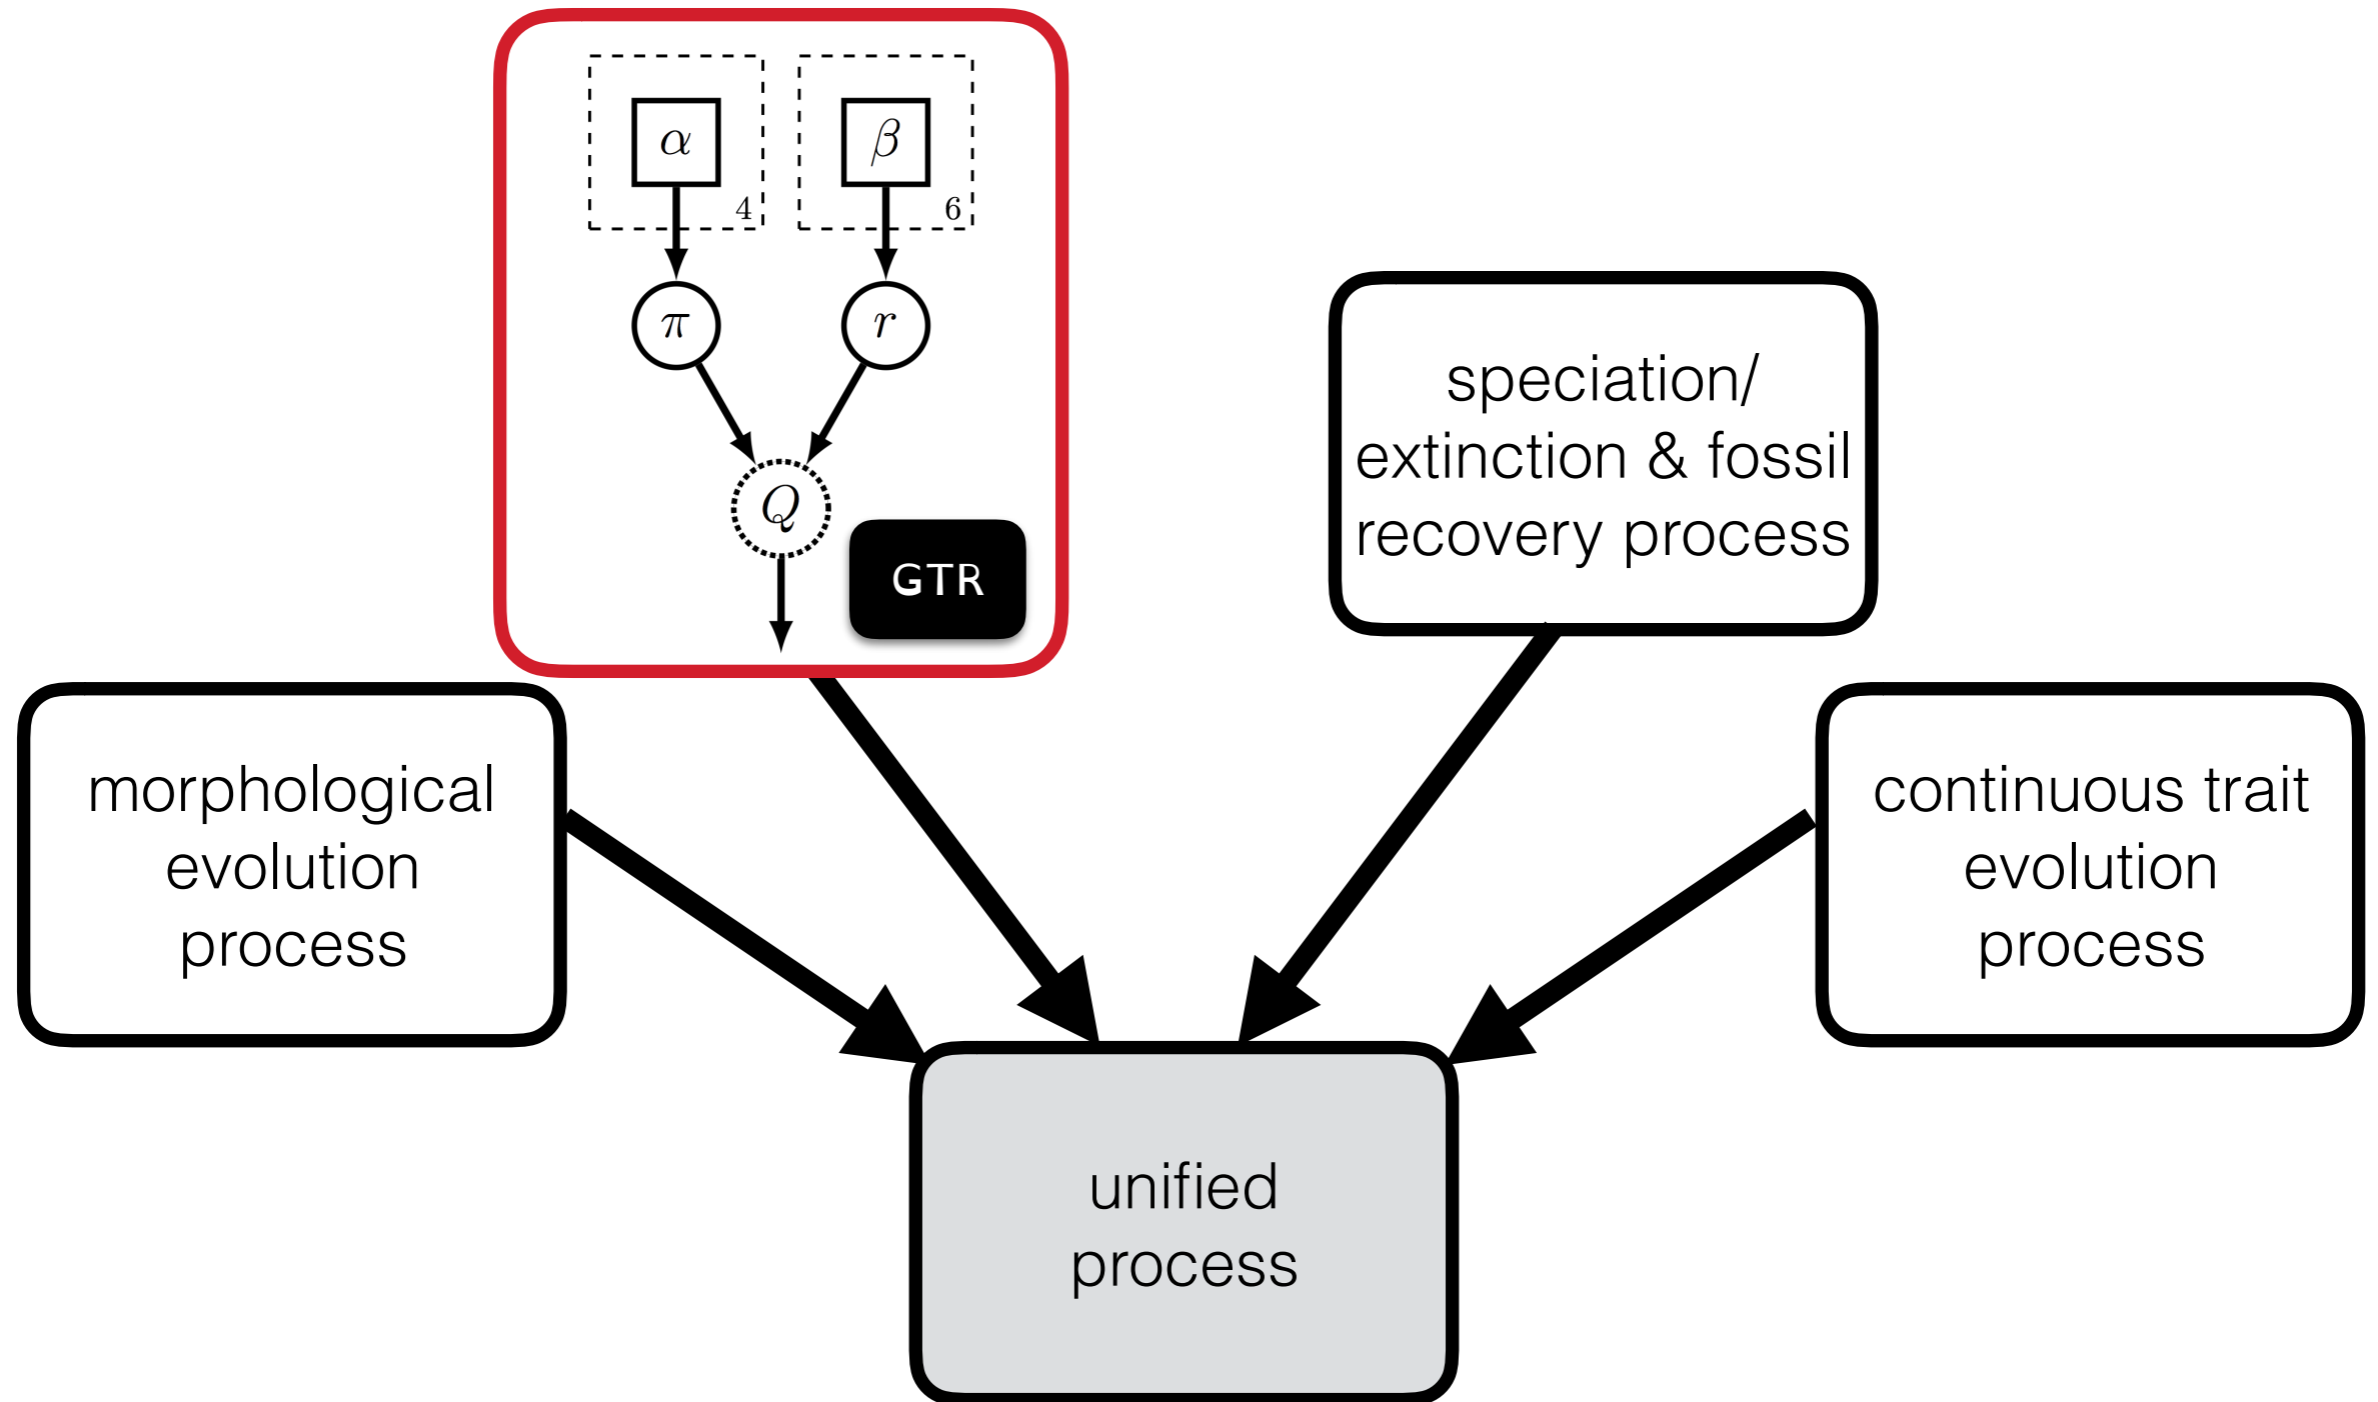 α
β
4
6
π
r
Q
GTR
speciation/
extinction & fossil
recovery process
morphological
evolution
process
continuous trait
evolution
process
unified
process